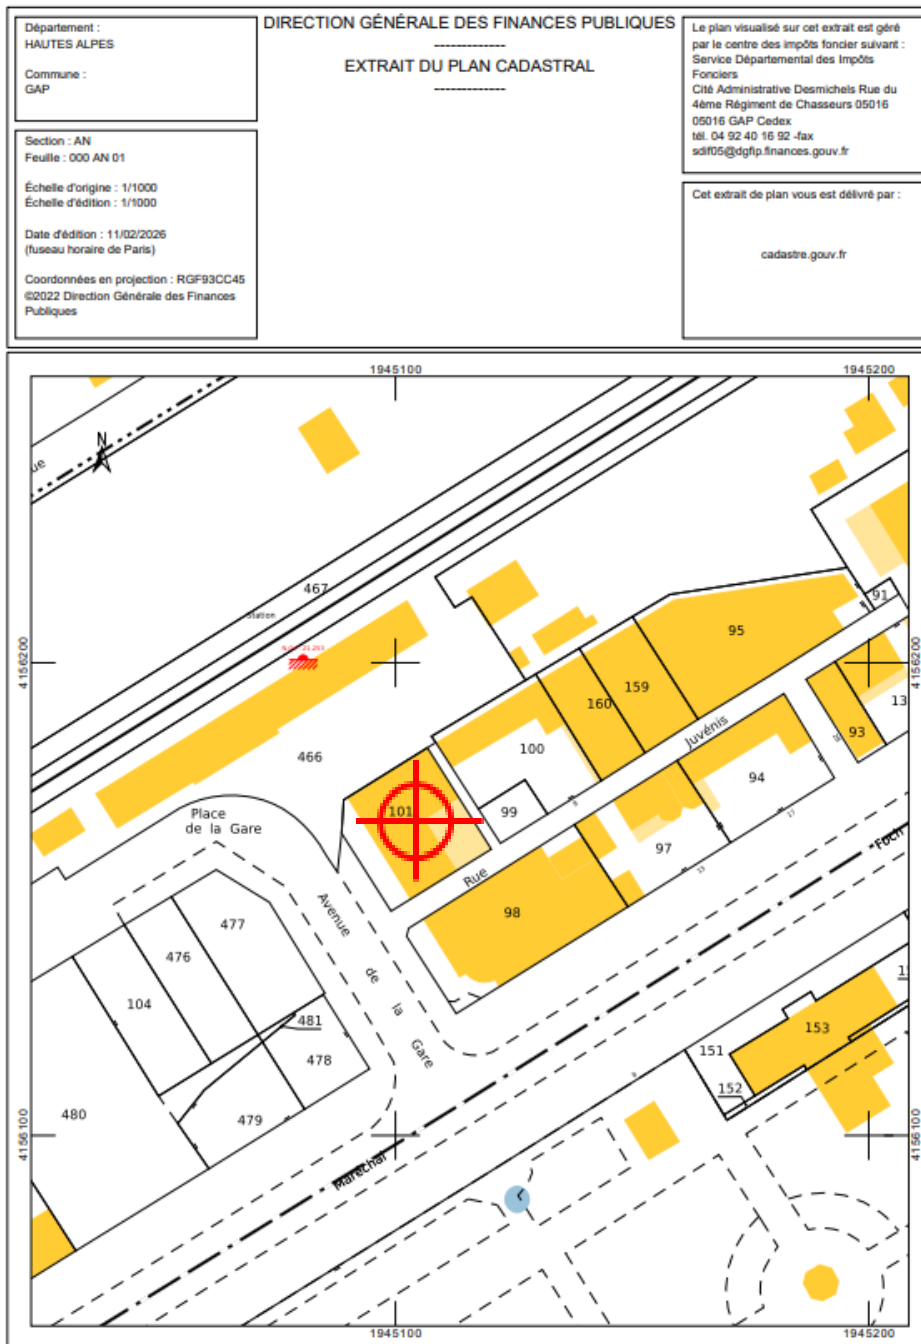 Département :
HAUTES ALPES
Commune :
GAP
Section : AN
Feuille : 000 AN 01
Échelle d'origine : 1/1000
Échelle d'édition : 1/1000
Date d'édition : 11/02/2026
(fuseau horaire de Paris)
Coordonnées en projection : RGF93CC45
©2022 Direction Générale des Finances
Publiques
DIRECTION GÉNÉRALE DES FINANCES PUBLIQUES
-------------
EXTRAIT DU PLAN CADASTRAL
-------------
Le plan visualisé sur cet extrait est géré
par le centre des impôts foncier suivant :
Service Départemental des Impôts
Fonciers
Cité Administrative Desmichels Rue du
4ème Régiment de Chasseurs 05016
05016 GAP Cedex
tél. 04 92 40 16 92 -fax
sdif05@dgfip.finances.gouv.fr
Cet extrait de plan vous est délivré par :
cadastre.gouv.fr
1945100
1945200
N
ue
467
Station
91
95
4156200
4156200
159
160
13
Juvénis
93
100
466
94
101
99
Place
de la Gare
97
Foch
Rue
98
477
Avenue
476
de
la
Gare
104
481
153
151
478
152
480
479
4156100
4156100
Maréchal
1945100
1945200